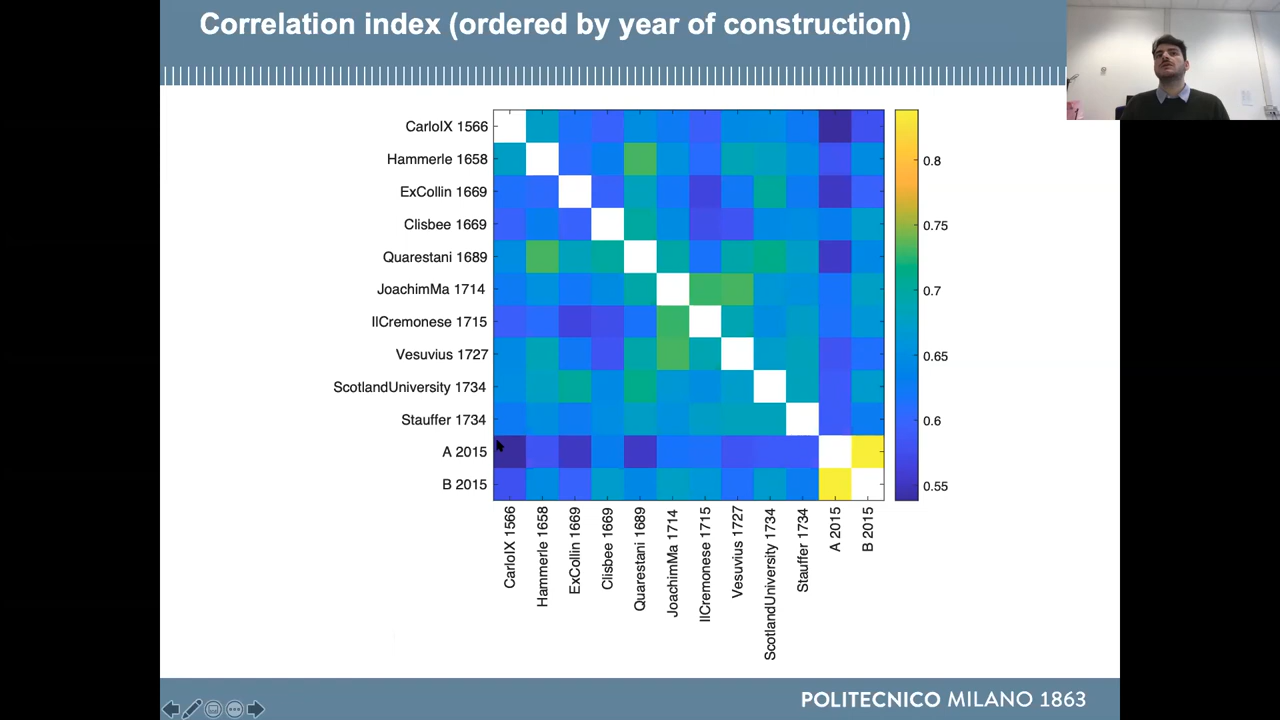 Correlation index (ordered by year of construction)
CarloIX 1566
Hammerle 1658
ExCollin 1669
Clisbee 1669
Quarestani 1689
JoachimMa 1714
IlCremonese 1715
Vesuvius 1727
ScotlandUniversity 1734
Stauffer 1734
A 2015
B 2015
0.8
0.75
0.7
0.65
0.6
0.55
CarloIX 1566
Hammerle 1658
ExCollin 1669
Clisbee 1669
Quarestani 1689
JoachimMa 1714
IlCremonese 1715
Vesuvius 1727
ScotlandUniversity 1734
Stauffer 1734
A 2015
B 2015
POLITECNICO MILANO 1863